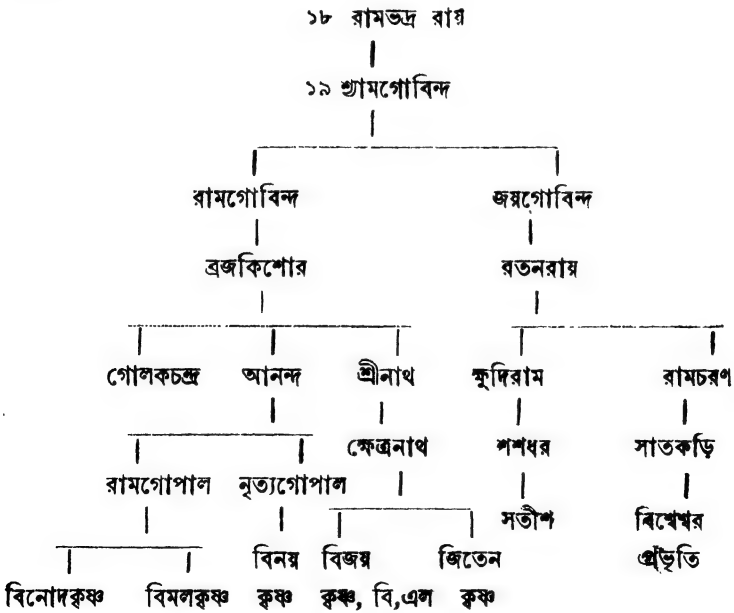 ১৮ রামভদ্র রায়
১৯ শ্যামগোবিন্দ
রামগোবিন্দ জয়গোবিন্দ
ব্রজকিশোর রতনরায়
গোলকচন্দ্র আনন্দ শ্রীনাথ ক্ষুদিরাম রামচরণ
ক্ষেত্রনাথ শশধর সাতকড়ি
রামগোপাল নৃত্যগোপাল
সতীশ বিশ্বেশ্বর
বিনয় বিজয় জিতেন প্রভৃতি
বিনোদকৃষ্ণ বিমলকৃষ্ণ কৃষ্ণ কৃষ্ণ, বি,এল কৃষ্ণ